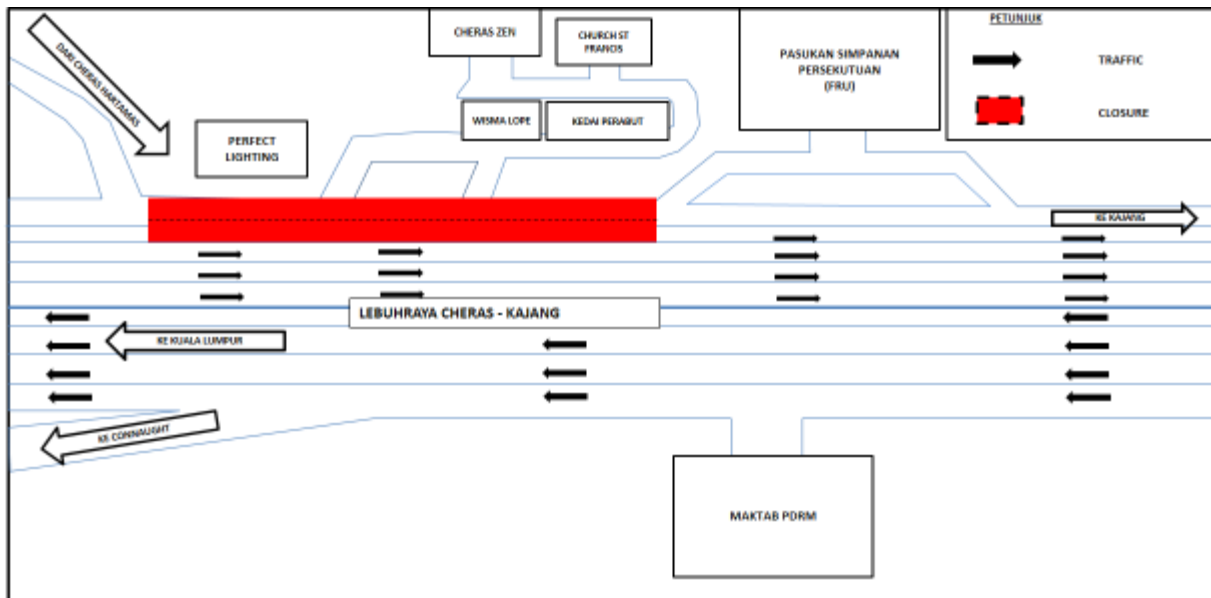 DARI CHERAS HARTAMAS
PERFECT
LIGHTING
CHERAS ZEN
CHURCH ST
FRANCIS
WISMA LOPE
KEDAI PERABUT
PASUKAN SIMPANAN
PERSEKUTUAN
(FRU)
PETUNJUK
TRAFFIC
CLOSURE
KE KAJANG
LEBUHRAYA CHERAS - KAJANG
KE KUALA LUMPUR
KE CONNAUGHT
MAKTAB PDRM